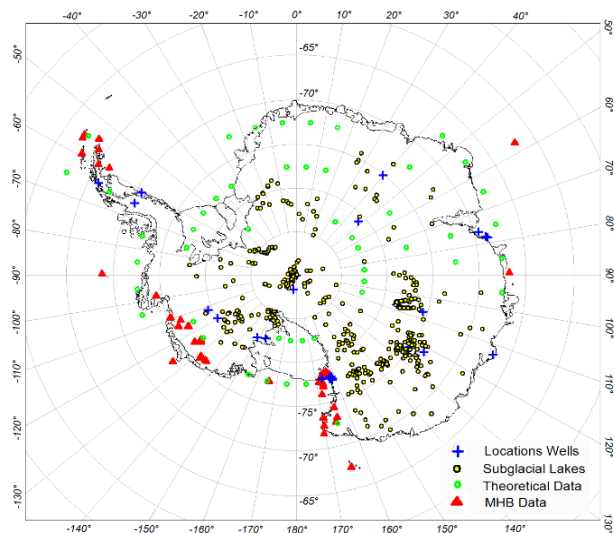 -40° -30° -20° -10° 0° 10° 20° 30° 40°
-50° 50°
-65°
-60° 60°
-70°
-70° 70°
-80° 80°
-90° 90°
-100° 100°
-110° 110°
-75°
-120° 120°
-70°
Locations Wells
Subglacial Lakes
Theoretical Data
MHB Data
-65°
-130° 130°
-140° -150° -160° -170° 180° 170° 160° 150° 140°